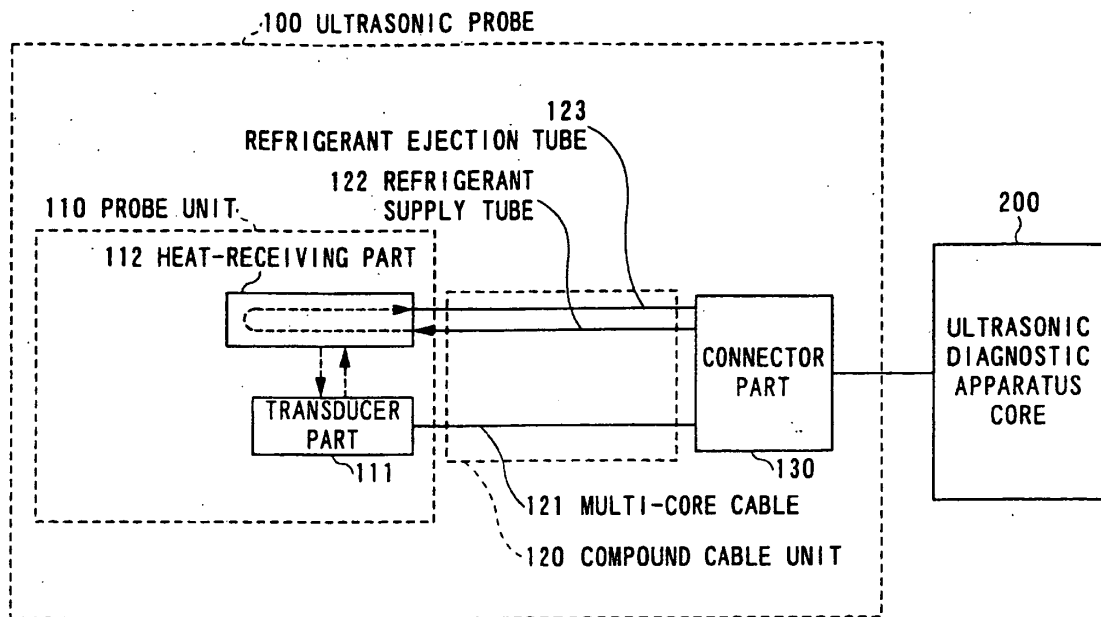 100 ULTRASONIC PROBE
123
REFRIGERANT EJECTION TUBE
122 REFRIGERANT
SUPPLY TUBE
110 PROBE UNIT
112 HEAT-RECEIVING PART
200
TRANSDUCER
PART
111
CONNECTOR
PART
130
ULTRASONIC
DIAGNOSTIC
APPARATUS
CORE
121 MULTI-CORE CABLE
120 COMPOUND CABLE UNIT